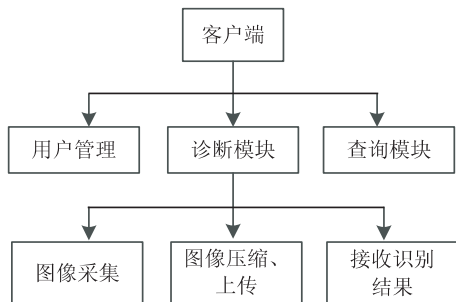 客户端
用户管理
诊断模块
查询模块
图像采集
图像压缩、
上传
接收识别
结果